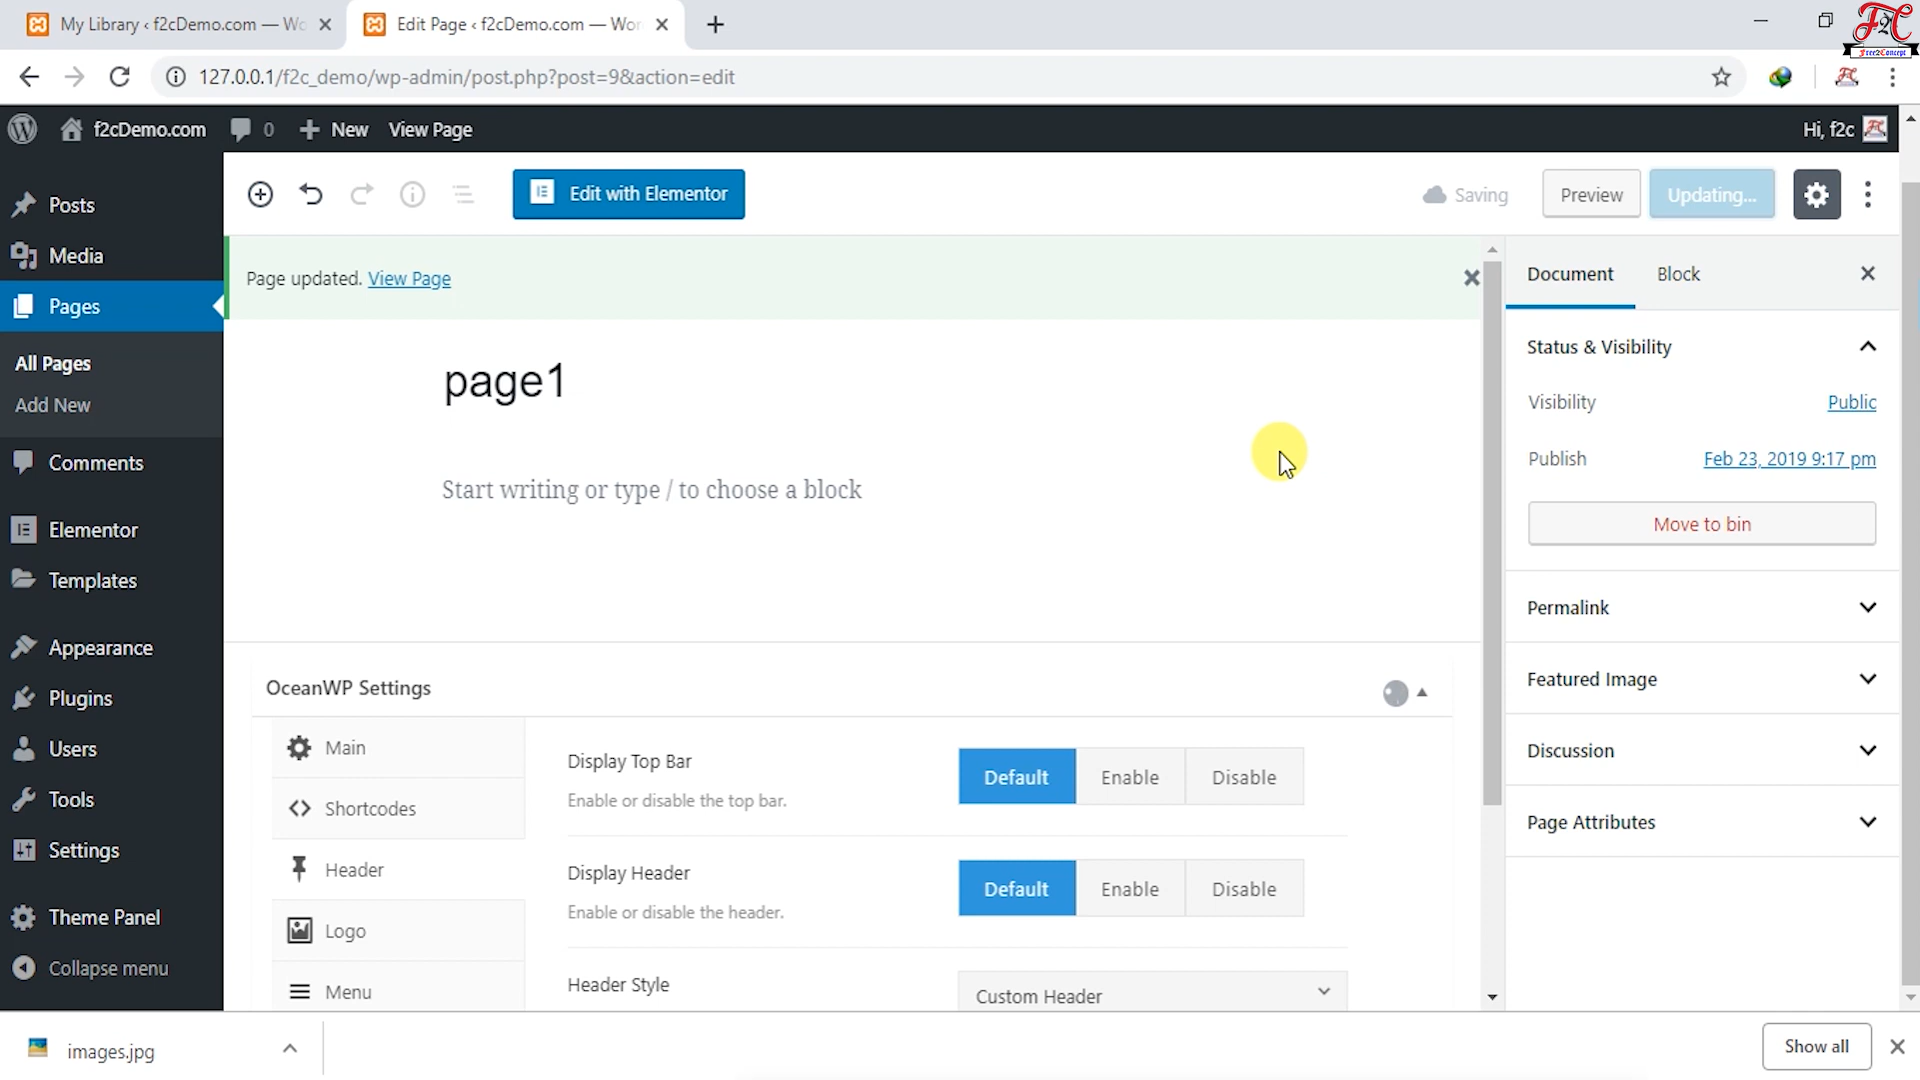 My Library ‹ f2cDemo.com — Wo
Edit Page ‹ f2cDemo.com — Wor
F2C
Free2Concept
127.0.0.1/f2c_demo/wp-admin/post.php?post=9&action=edit
f2cDemo.com
0
New
View Page
Hi, f2c
Posts
Media
Pages
All Pages
Add New
Comments
Elementor
Templates
Appearance
Plugins
Users
Tools
Settings
Theme Panel
Collapse menu
Edit with Elementor
Saving
Preview
Updating...
Page updated. View Page
page1
Start writing or type / to choose a block
OceanWP Settings
Main
Shortcodes
Header
Logo
Menu
Display Top Bar
Enable or disable the top bar.
Default
Enable
Disable
Display Header
Enable or disable the header.
Default
Enable
Disable
Header Style
Custom Header
Document
Block
Status & Visibility
Visibility
Public
Publish
Feb 23, 2019 9:17 pm
Move to bin
Permalink
Featured Image
Discussion
Page Attributes
images.jpg
Show all